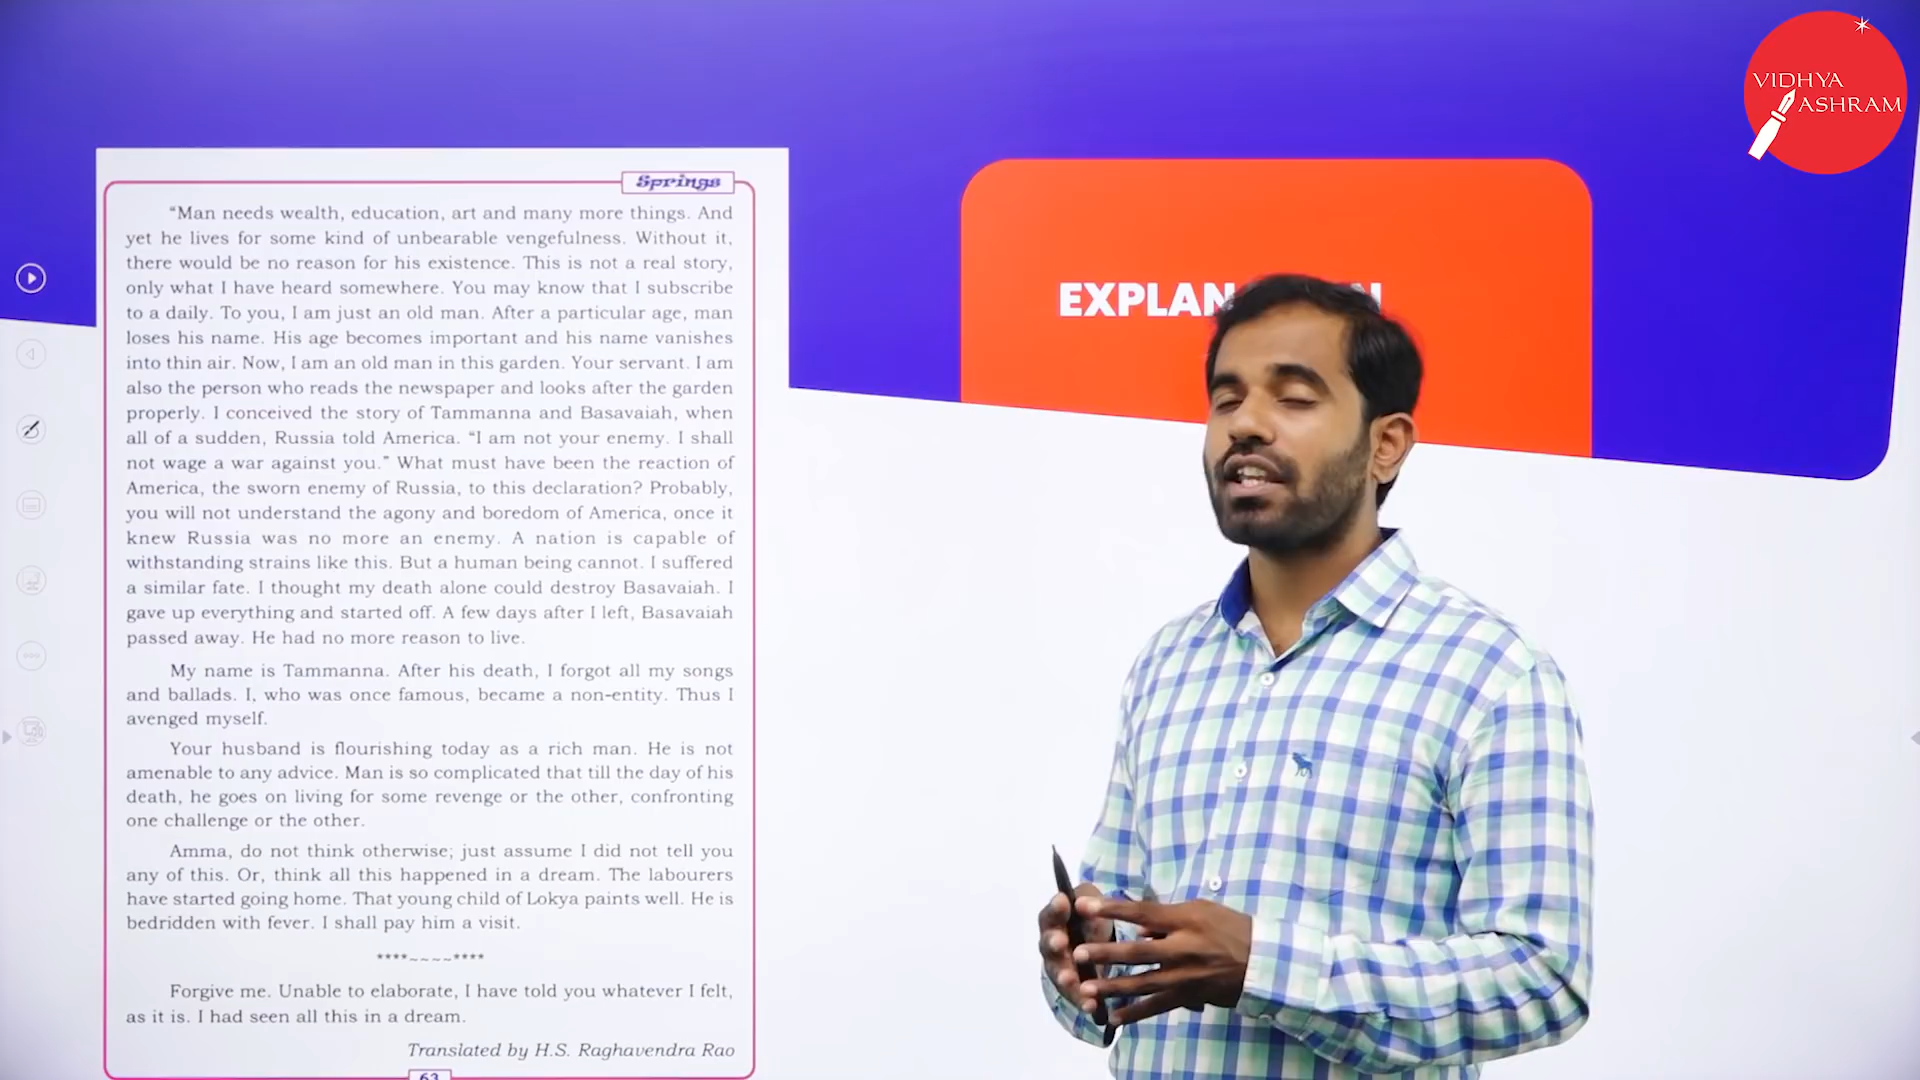 VIDHYA
ASHRAM
Springs
“Man needs wealth, education, art and many more things. And
yet he lives for some kind of unbearable vengefulness. Without it,
there would be no reason for his existence. This is not a real story,
only what I have heard somewhere. You may know that I subscribe
to a daily. To you, I am just an old man. After a particular age, man
loses his name. His age becomes important and his name vanishes
into thin air. Now, I am an old man in this garden. Your servant. I am
also the person who reads the newspaper and looks after the garden
properly. I conceived the story of Tammanna and Basavaiah, when
all of a sudden, Russia told America. “I am not your enemy. I shall
not wage a war against you.” What must have been the reaction of
America, the sworn enemy of Russia, to this declaration? Probably,
you will not understand the agony and boredom of America, once it
knew Russia was no more an enemy. A nation is capable of
withstanding strains like this. But a human being cannot. I suffered
a similar fate. I thought my death alone could destroy Basavaiah. I
gave up everything and started off. A few days after I left, Basavaiah
passed away. He had no more reason to live.
My name is Tammanna. After his death, I forgot all my songs
and ballads. I, who was once famous, became a non-entity. Thus I
avenged myself.
Your husband is flourishing today as a rich man. He is not
amenable to any advice. Man is so complicated that till the day of his
death, he goes on living for some revenge or the other, confronting
one challenge or the other.
Amma, do not think otherwise; just assume I did not tell you
any of this. Or, think all this happened in a dream. The labourers
have started going home. That young child of Lokya paints well. He is
bedridden with fever. I shall pay him a visit.
****~~~~****
Forgive me. Unable to elaborate, I have told you whatever I felt,
as it is. I had seen all this in a dream.
Translated by H.S. Raghavendra Rao
63
EXPLAN N